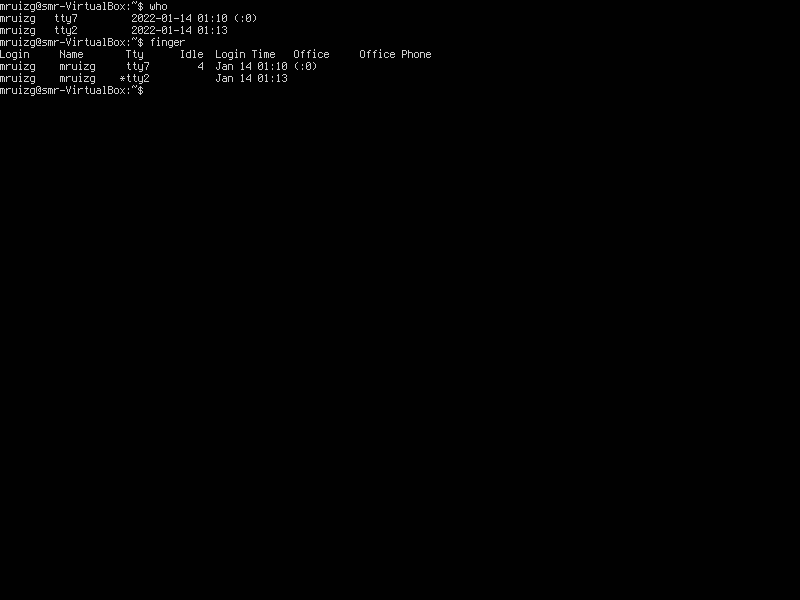 mruizg@smr-VirtualBox:~$ who
mruizg   tty7         2022-01-14 01:10 (:0)
mruizg   tty2         2022-01-14 01:13
mruizg@smr-VirtualBox:~$ finger
Login     Name       Tty      Idle  Login Time   Office     Office Phone
mruizg    mruizg     tty7        4  Jan 14 01:10 (:0)
mruizg    mruizg    *tty2           Jan 14 01:13
mruizg@smr-VirtualBox:~$